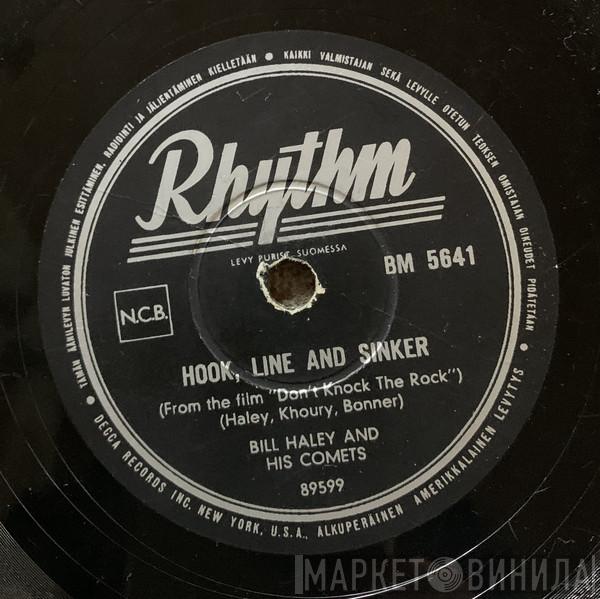 TÄMÄN ÄÄNILEVYN LUVATON JULKINEN ESITTÄMINEN, RADIOINTI JA JÄLJENTÄMINEN KIELLETÄÄN • KAIKKI VALMISTAJAN SEKÄ LEVYLLE OTETUN TEOKSEN OMISTAJAN OIKEUDET PIDÄTETÄÄN •
Rhythm
LEVY PURIST. SUOMESSA
BM 5641
N.C.B.
HOOK, LINE AND SINKER
(From the film "Don't Knock The Rock")
(Haley, Khoury, Bonner)
BILL HALEY AND
HIS COMETS
89599
• DECCA RECORDS INC. NEW YORK, U.S.A., ALKUPERÄINEN AMERIKKALAINEN LEVYTYS •
МАРКЕТ ВИНИЛА